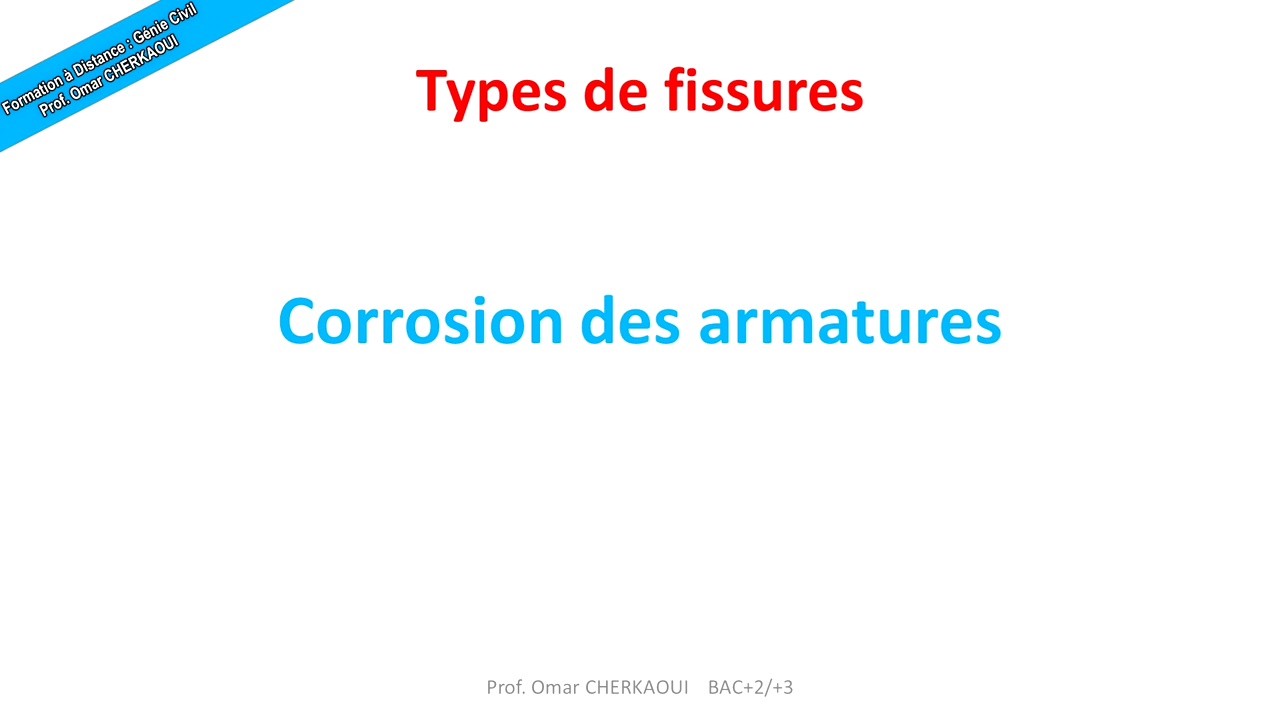 Formation à Distance : Génie Civil
Prof. Omar CHERKAOUI
Types de fissures
Corrosion des armatures
Prof. Omar CHERKAOUI BAC+2/+3